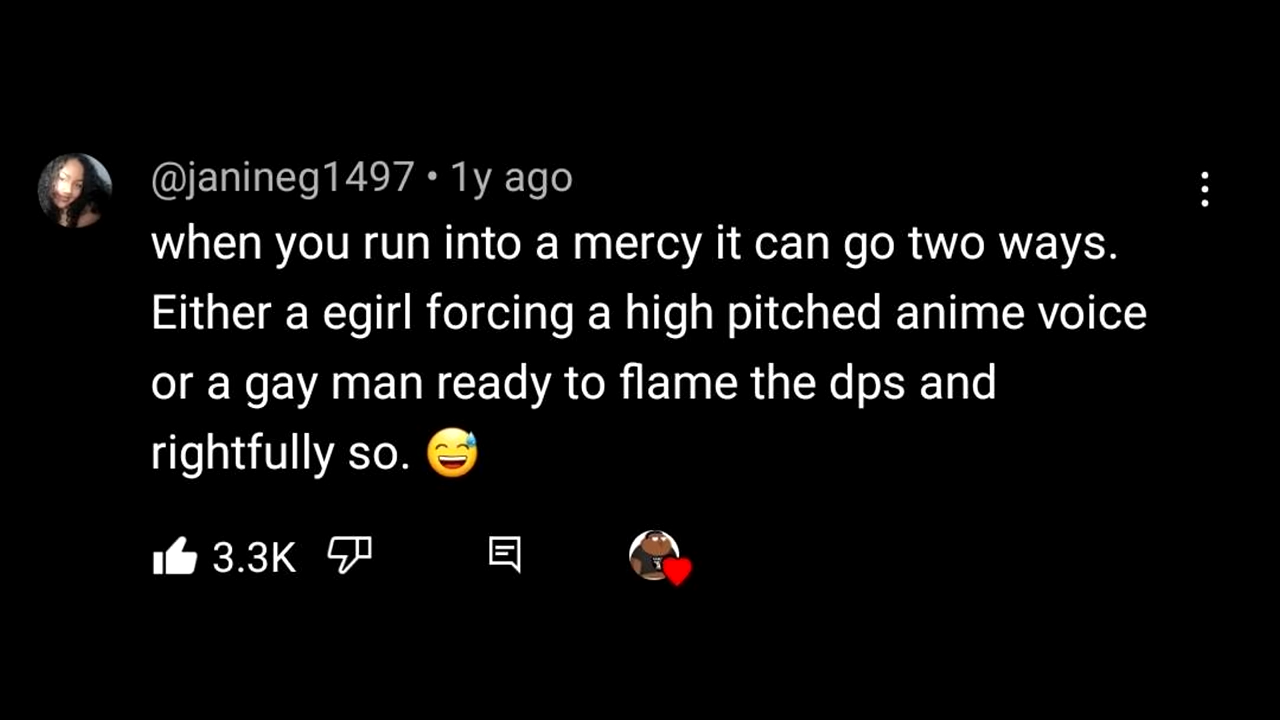 @janineg1497 • 1y ago
when you run into a mercy it can go two ways.
Either a egirl forcing a high pitched anime voice
or a gay man ready to flame the dps and
rightfully so. 😅
3.3K